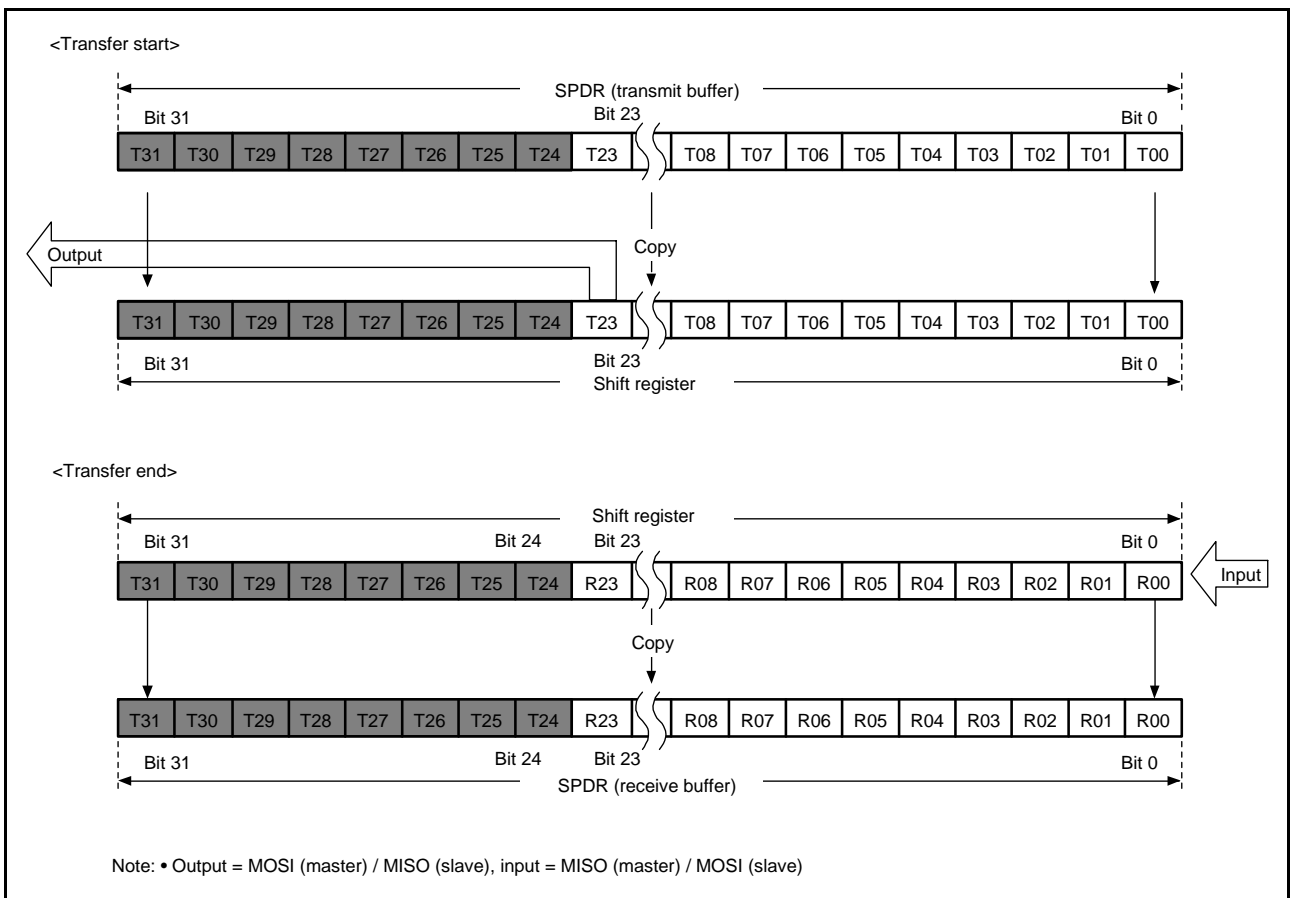 <Transfer start>
SPDR (transmit buffer)
Bit 31 Bit 23 Bit 0
T31 T30 T29 T28 T27 T26 T25 T24 T23 T08 T07 T06 T05 T04 T03 T02 T01 T00
Output Copy
T31 T30 T29 T28 T27 T26 T25 T24 T23 T08 T07 T06 T05 T04 T03 T02 T01 T00
Bit 31 Bit 23 Bit 0
Shift register
<Transfer end>
Shift register
Bit 31 Bit 24 Bit 23 Bit 0
T31 T30 T29 T28 T27 T26 T25 T24 R23 R08 R07 R06 R05 R04 R03 R02 R01 R00 Input
Copy
T31 T30 T29 T28 T27 T26 T25 T24 R23 R08 R07 R06 R05 R04 R03 R02 R01 R00
Bit 31 Bit 24 Bit 23 Bit 0
SPDR (receive buffer)
Note: • Output = MOSI (master) / MISO (slave), input = MISO (master) / MOSI (slave)